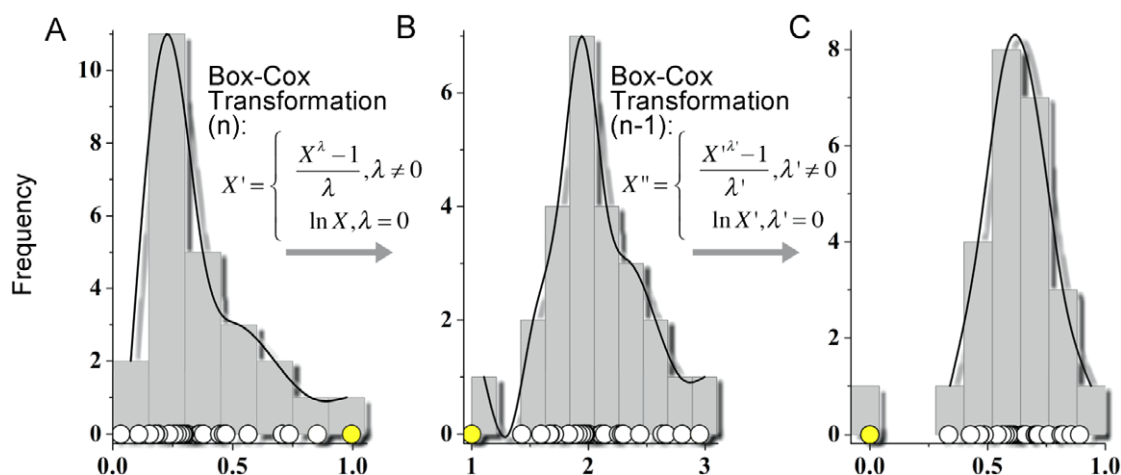 A
B
C
Frequency
10
8
6
4
2
0
0.0
0.5
1.0
Box-Cox
Transformation
(n):
X' = { X^λ − 1 / λ , λ ≠ 0
ln X, λ = 0
6
4
2
0
1
2
3
Box-Cox
Transformation
(n-1):
X'' = { X'^λ' − 1 / λ' , λ' ≠ 0
ln X', λ' = 0
8
6
4
2
0
0.0
0.5
1.0